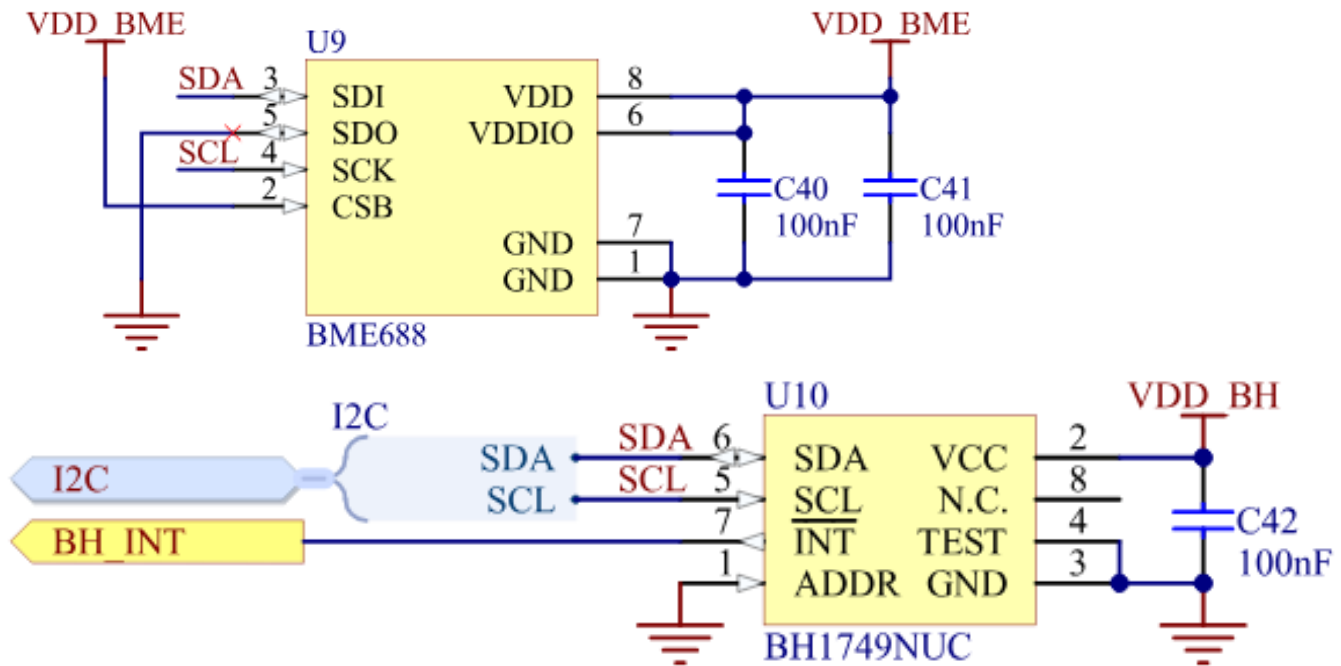 VDD_BME
U9
VDD_BME
SDA 3 SDI VDD 8
5 SDO VDDIO 6
SCL 4 SCK
2 CSB
C40 C41
100nF 100nF
GND 7
GND 1
BME688
U10
VDD_BH
I2C
I2C SDA SDA 6 SDA VCC 2
SCL SCL 5 SCL N.C. 8
BH_INT 7 INT TEST 4
1 ADDR GND 3
C42
100nF
BH1749NUC